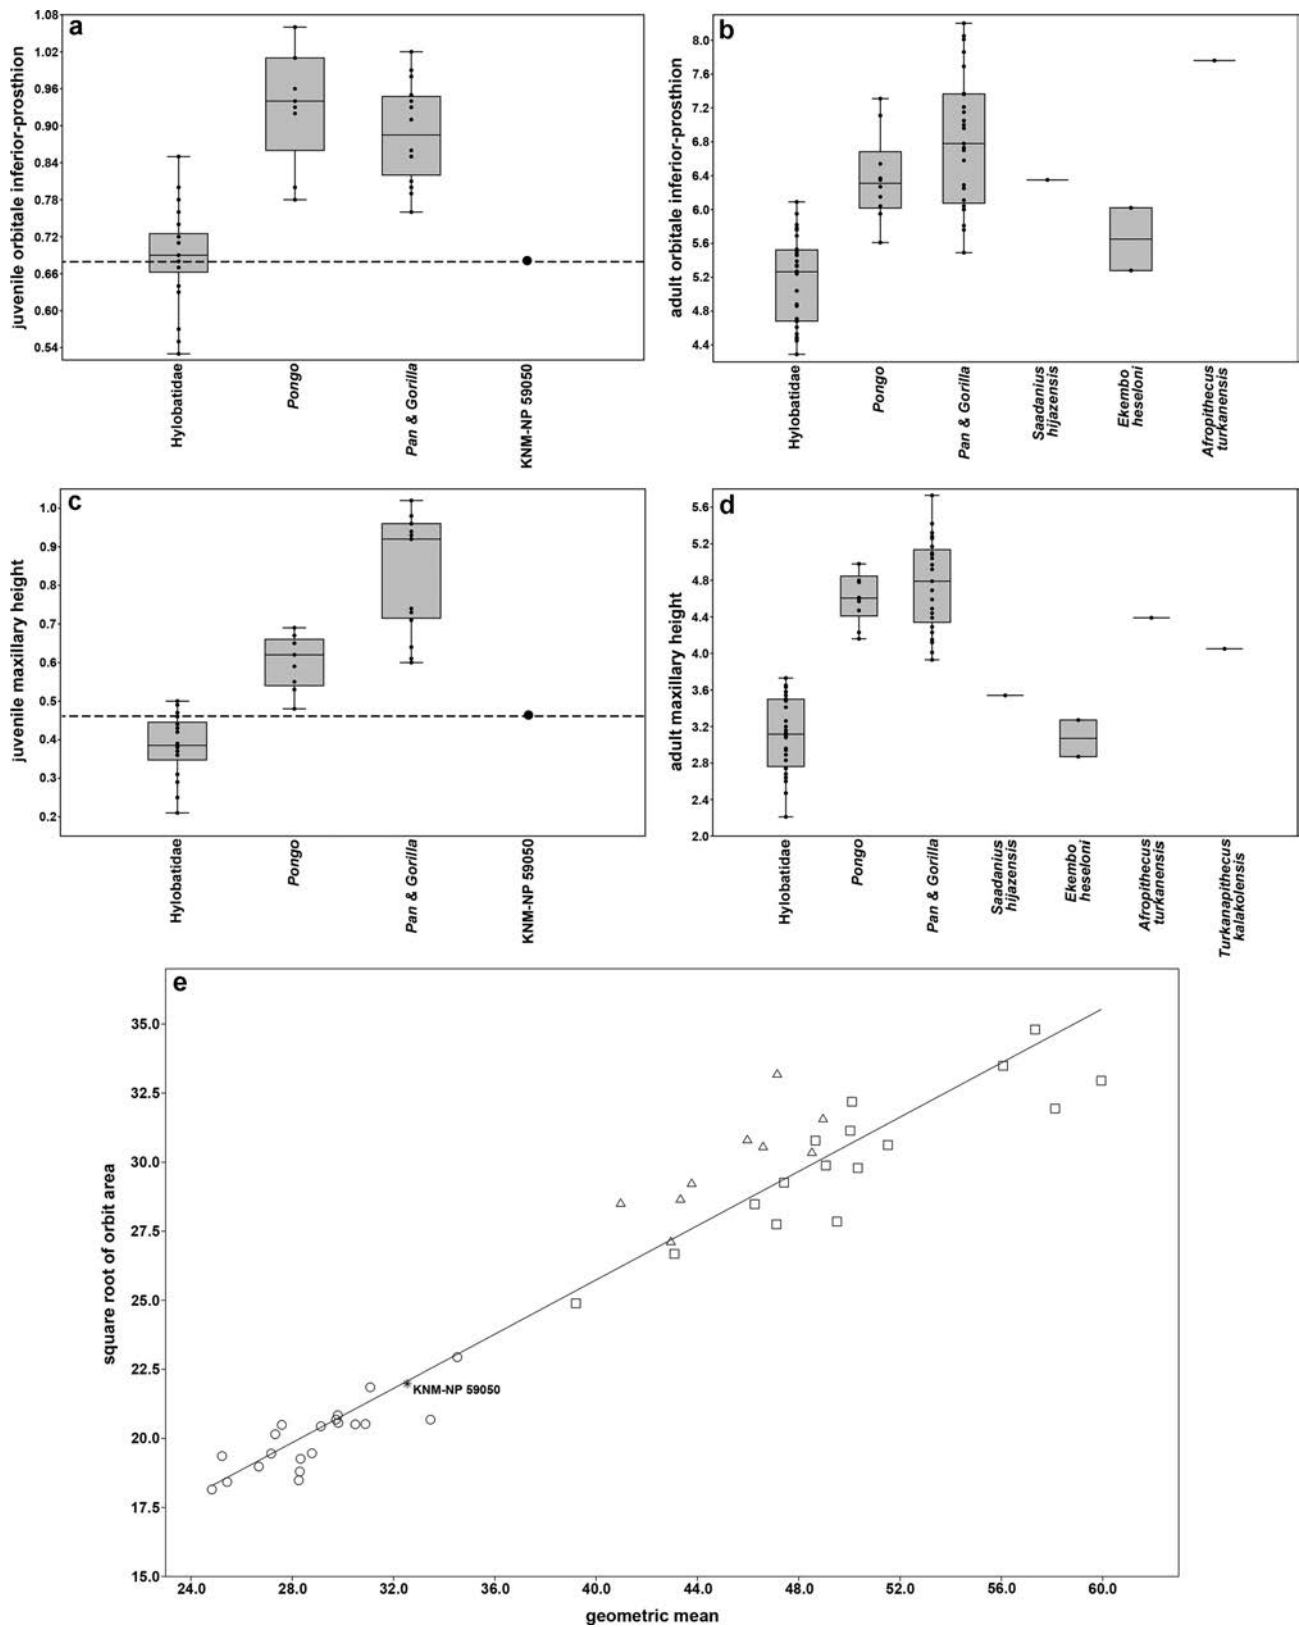 a
juvenile orbitale inferior-prosthion
1.08
1.02
0.96
0.90
0.84
0.78
0.72
0.66
0.60
0.54
Hylobatidae
Pongo
Pan & Gorilla
KNM-NP 59050
b
adult orbitale inferior-prosthion
8.0
7.6
7.2
6.8
6.4
6.0
5.6
5.2
4.8
4.4
Hylobatidae
Pongo
Pan & Gorilla
Saadanius
hijazensis
Ekembo
heseloni
Afropithecus
turkanensis
c
juvenile maxillary height
1.0
0.9
0.8
0.7
0.6
0.5
0.4
0.3
0.2
Hylobatidae
Pongo
Pan & Gorilla
KNM-NP 59050
d
adult maxillary height
5.6
5.2
4.8
4.4
4.0
3.6
3.2
2.8
2.4
2.0
Hylobatidae
Pongo
Pan & Gorilla
Saadanius
hijazensis
Ekembo
heseloni
Afropithecus
turkanensis
Turkanapithecus
kalakolensis
e
square root of orbit area
35.0
32.5
30.0
27.5
25.0
22.5
20.0
17.5
15.0
KNM-NP 59050
24.0 28.0 32.0 36.0 40.0 44.0 48.0 52.0 56.0 60.0
geometric mean